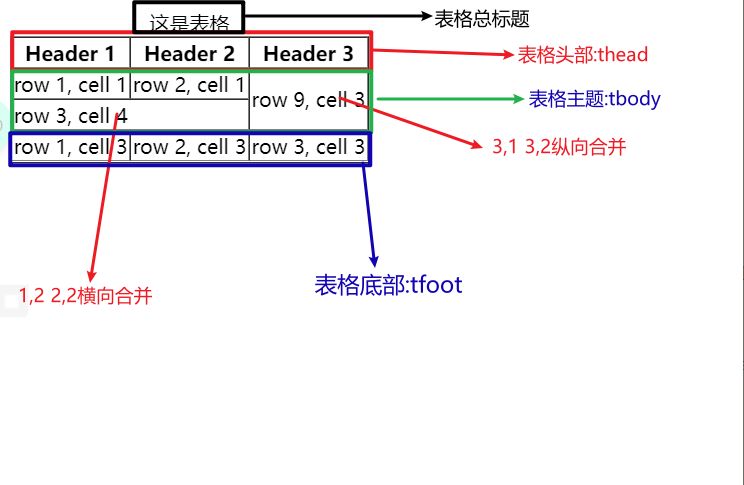 这是表格
表格总标题
Header 1 Header 2 Header 3
表格头部:thead
row 1, cell 1 row 2, cell 1
row 9, cell 3
表格主题:tbody
row 3, cell 4
3,1 3,2纵向合并
row 1, cell 3 row 2, cell 3 row 3, cell 3
表格底部:tfoot
1,2 2,2横向合并